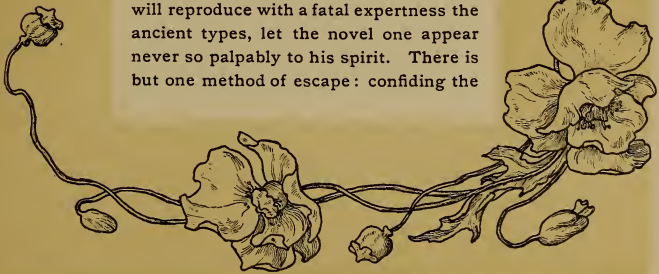 will reproduce with a fatal expertness the
ancient types, let the novel one appear
never so palpably to his spirit. There is
but one method of escape: confiding the